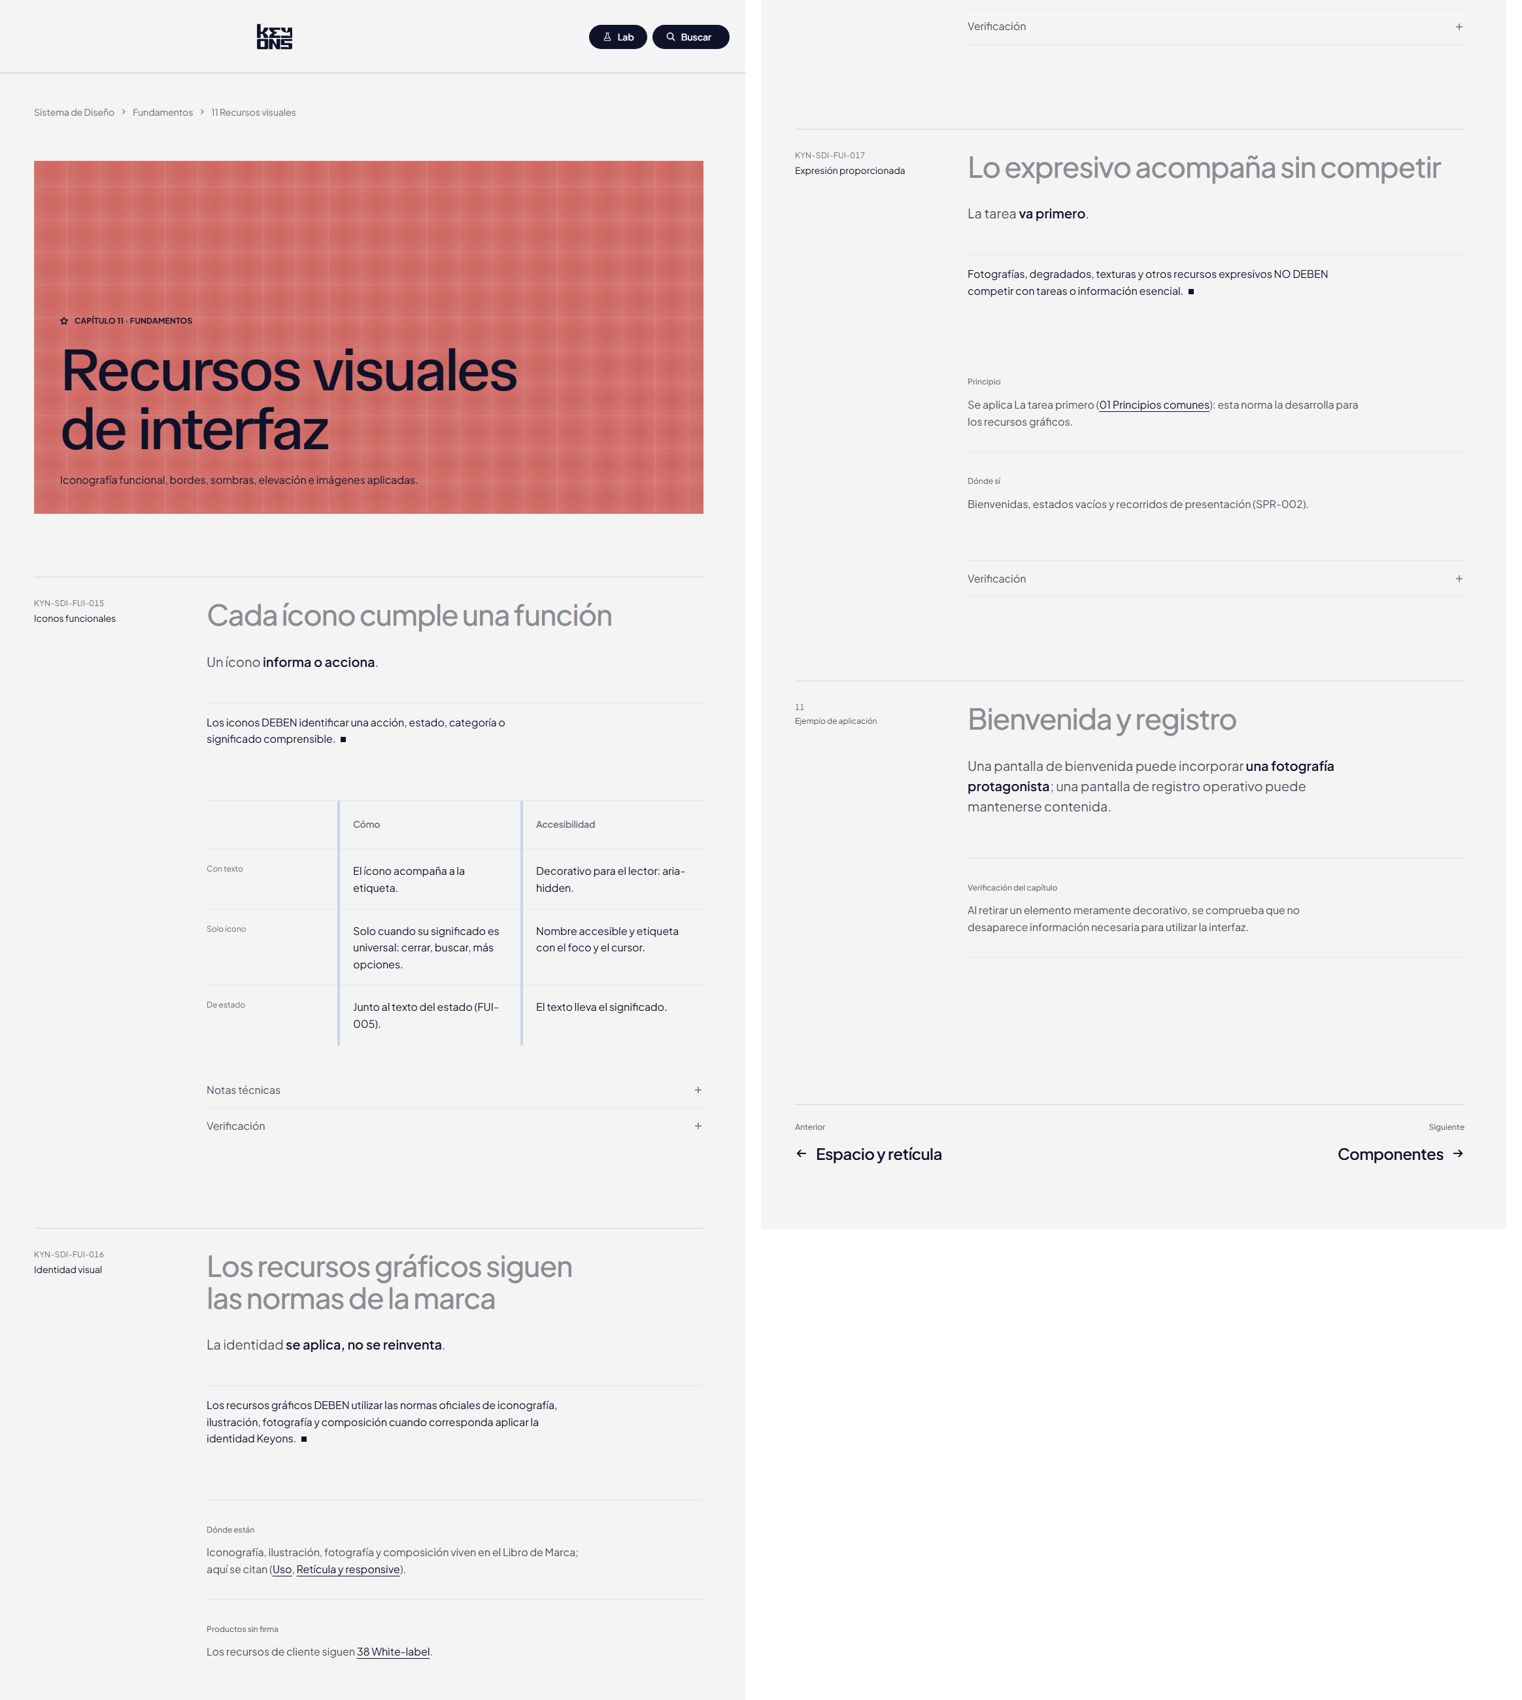 KEY
ONS
Lab
Buscar
Sistema de Diseño > Fundamentos > 11 Recursos visuales
CAPÍTULO 11 · FUNDAMENTOS
Recursos visuales
de interfaz
Iconografía funcional, bordes, sombras, elevación e imágenes aplicadas.
KYN-SDI-FUI-015
Iconos funcionales
Cada ícono cumple una función
Un ícono informa o acciona.
Los iconos DEBEN identificar una acción, estado, categoría o
significado comprensible.
Cómo
Accesibilidad
Con texto
El ícono acompaña a la
etiqueta.
Decorativo para el lector: aria-
hidden.
Solo ícono
Solo cuando su significado es
universal: cerrar, buscar, más
opciones.
Nombre accesible y etiqueta
con el foco y el cursor.
De estado
Junto al texto del estado (FUI-
005).
El texto lleva el significado.
Notas técnicas +
Verificación +
KYN-SDI-FUI-016
Identidad visual
Los recursos gráficos siguen
las normas de la marca
La identidad se aplica, no se reinventa.
Los recursos gráficos DEBEN utilizar las normas oficiales de iconografía,
ilustración, fotografía y composición cuando corresponda aplicar la
identidad Keyons.
Dónde están
Iconografía, ilustración, fotografía y composición viven en el Libro de Marca;
aquí se citan (Uso, Retícula y responsive).
Productos sin firma
Los recursos de cliente siguen 38 White-label.
Verificación +
KYN-SDI-FUI-017
Expresión proporcionada
Lo expresivo acompaña sin competir
La tarea va primero.
Fotografías, degradados, texturas y otros recursos expresivos NO DEBEN
competir con tareas o información esencial.
Principio
Se aplica La tarea primero (01 Principios comunes): esta norma la desarrolla para
los recursos gráficos.
Dónde sí
Bienvenidas, estados vacíos y recorridos de presentación (SPR-002).
Verificación +
11
Ejemplo de aplicación
Bienvenida y registro
Una pantalla de bienvenida puede incorporar una fotografía
protagonista; una pantalla de registro operativo puede
mantenerse contenida.
Verificación del capítulo
Al retirar un elemento meramente decorativo, se comprueba que no
desaparece información necesaria para utilizar la interfaz.
Anterior
← Espacio y retícula
Siguiente
Componentes →